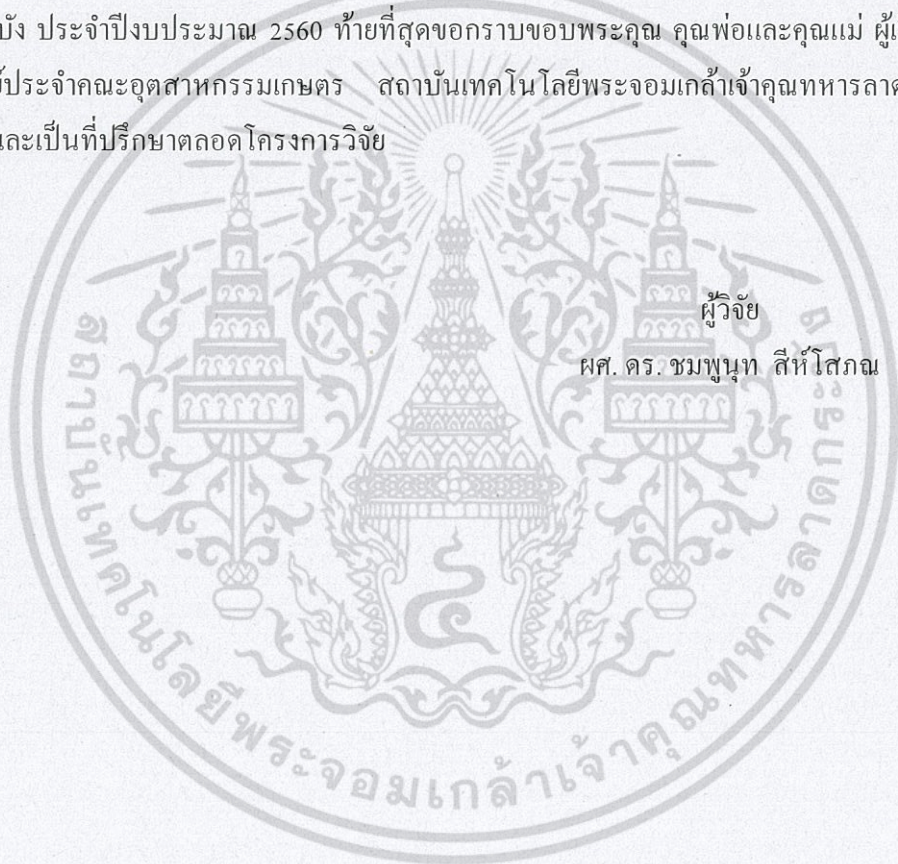 บัง ประจำปีงบประมาณ 2560 ท้ายที่สุดขอกราบขอบพระคุณ คุณพ่อและคุณแม่
ประจำคณะอุตสาหกรรมเกษตร สถาบันเทคโนโลยีพระจอมเกล้าเจ้าคุณทหารลาด
และเป็นที่ปรึกษาตลอดโครงการวิจัย
ผู้วิจัย
ผศ. ดร. ชมพูนุท สีห์โสภณ
สถาบันเทคโนโลยีพระจอมเกล้าเจ้าคุณทหารลาดกระบัง
๔